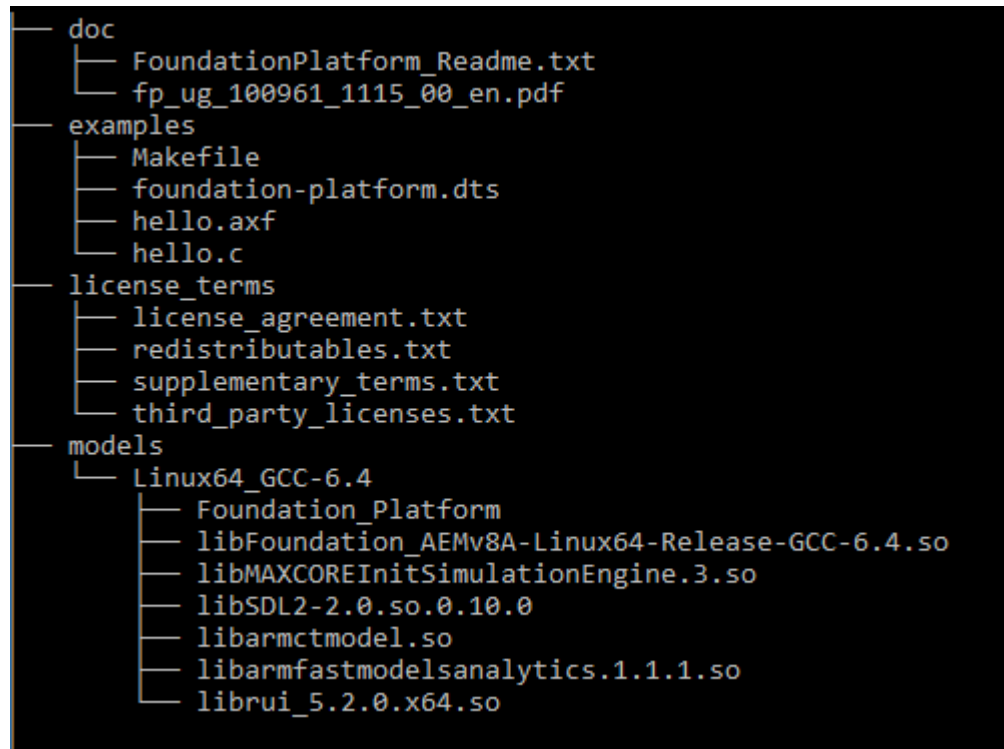 doc
FoundationPlatform_Readme.txt
fp_ug_100961_1115_00_en.pdf
examples
Makefile
foundation-platform.dts
hello.axf
hello.c
license_terms
license_agreement.txt
redistributables.txt
supplementary_terms.txt
third_party_licenses.txt
models
Linux64_GCC-6.4
Foundation_Platform
libFoundation_AEMv8A-Linux64-Release-GCC-6.4.so
libMAXCOREInitSimulationEngine.3.so
libSDL2-2.0.so.0.10.0
libarmctmodel.so
libarmfastmodelsanalytics.1.1.1.so
librui_5.2.0.x64.so